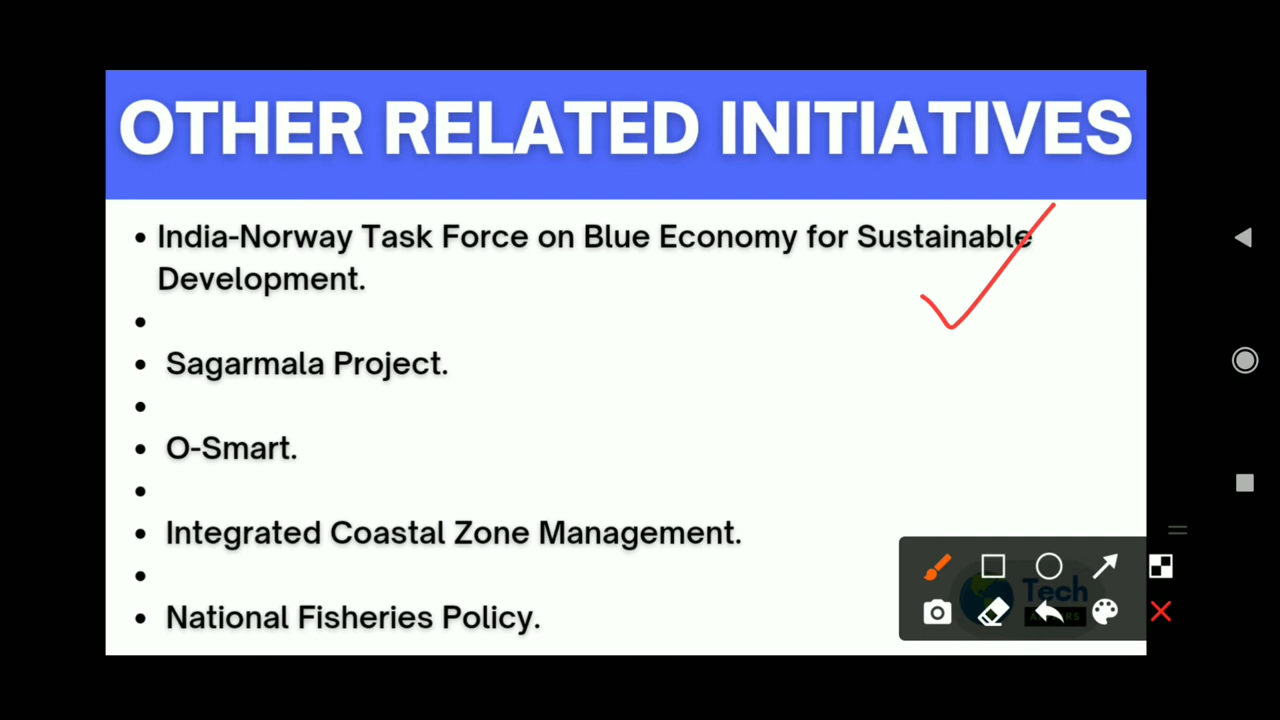 OTHER RELATED INITIATIVES
• India-Norway Task Force on Blue Economy for Sustainable
Development.
•
• Sagarmala Project.
•
• O-Smart.
•
• Integrated Coastal Zone Management.
•
• National Fisheries Policy.
Tech